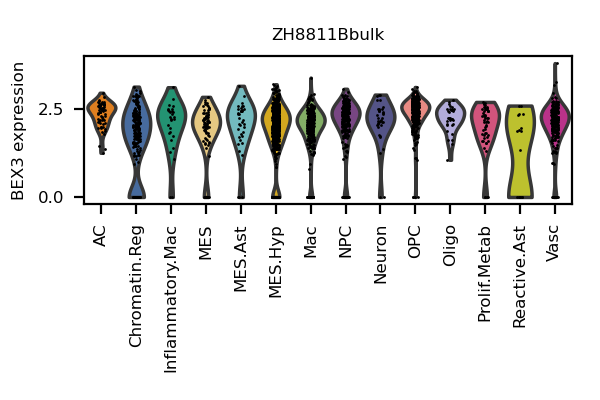 ZH8811Bbulk
BEX3 expression
2.5
0.0
AC
Chromatin.Reg
Inflammatory.Mac
MES
MES.Ast
MES.Hyp
Mac
NPC
Neuron
OPC
Oligo
Prolif.Metab
Reactive.Ast
Vasc